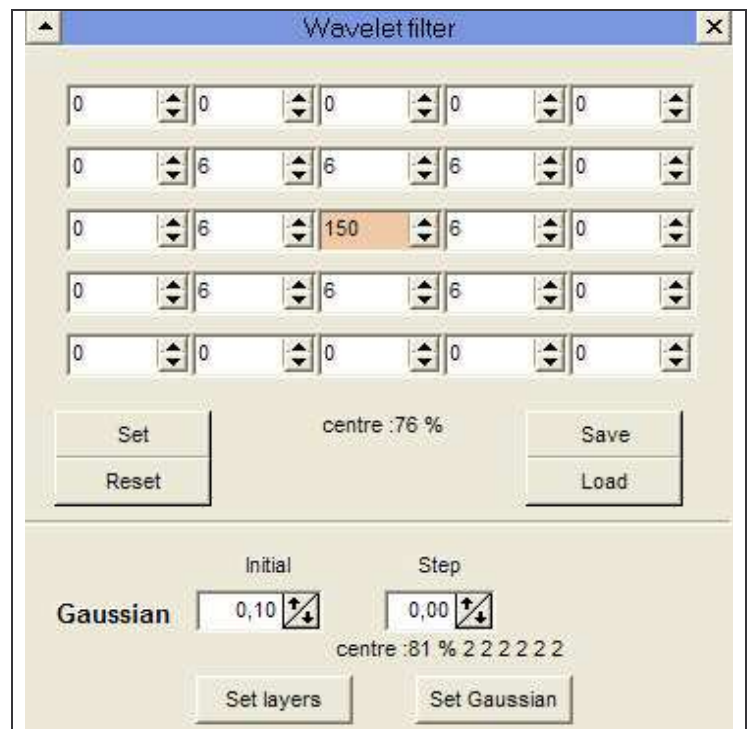 Wavelet filter
0 0 0 0 0
0 6 6 6 0
0 6 150 6 0
0 6 6 6 0
0 0 0 0 0
Set centre :76 % Save
Reset Load
Initial Step
Gaussian 0,10 0,00
centre :81 % 2 2 2 2 2 2
Set layers Set Gaussian